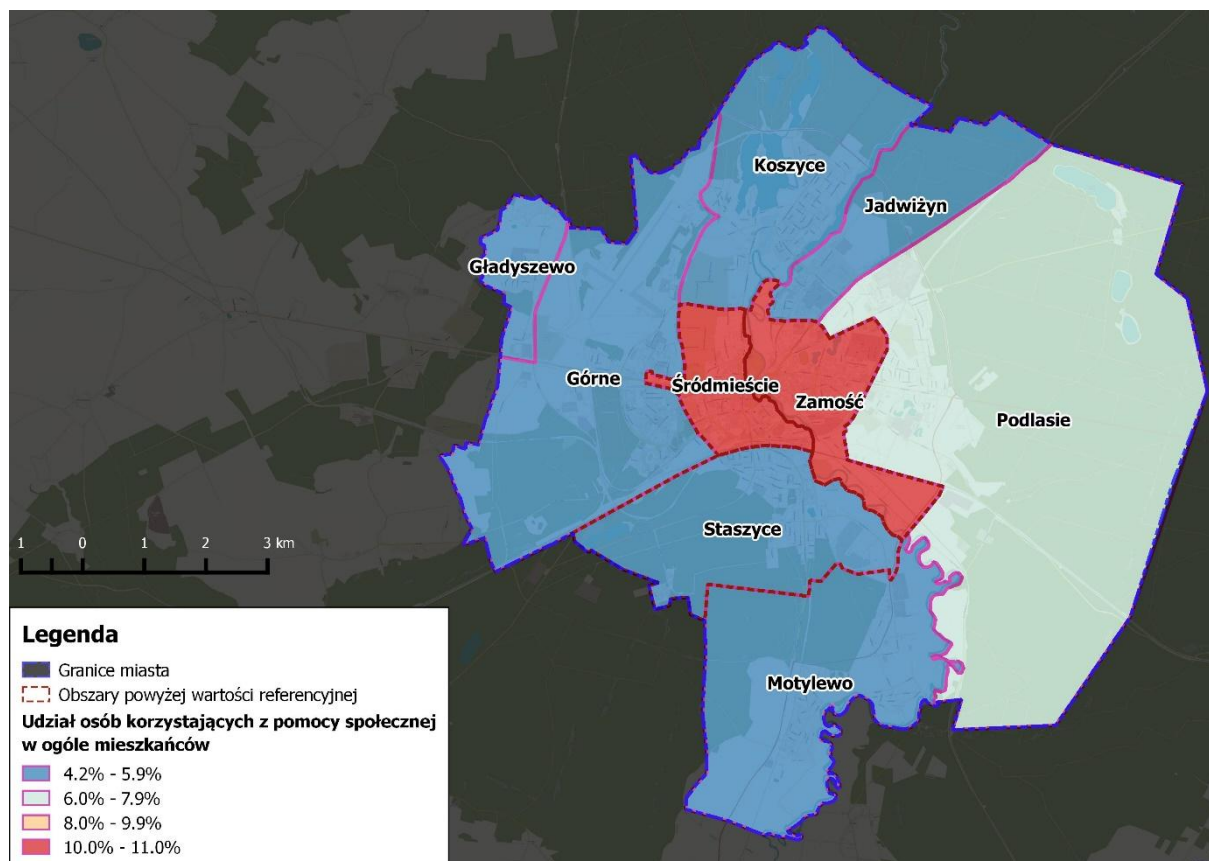 Koszyce
Jadwiżyn
Gładyszewo
Górne
Śródmieście
Zamość
Podlasie
Staszyce
Motylewo
1 0 1 2 3 km
Legenda
Granice miasta
Obszary powyżej wartości referencyjnej
Udział osób korzystających z pomocy społecznej
w ogóle mieszkańców
4.2% - 5.9%
6.0% - 7.9%
8.0% - 9.9%
10.0% - 11.0%